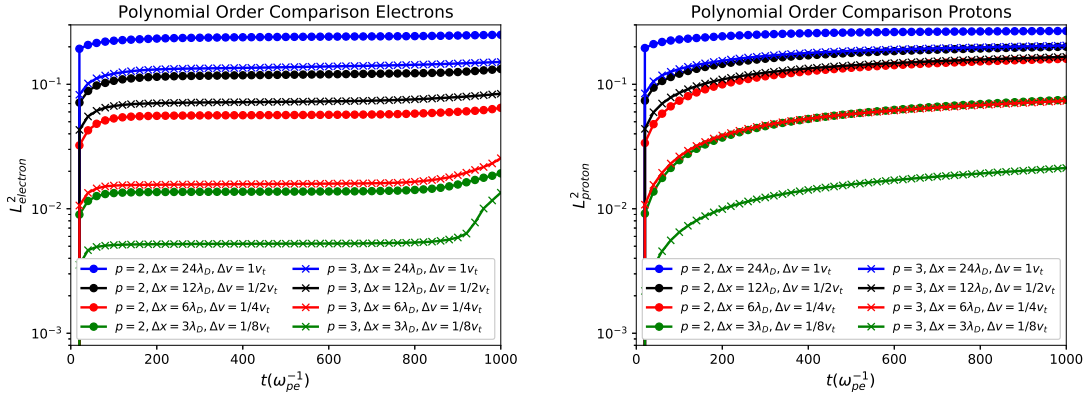 Polynomial Order Comparison Electrons
L²_electron
10⁻¹
10⁻²
10⁻³
p = 2, Δx = 24λ_D, Δv = 1v_t
p = 2, Δx = 12λ_D, Δv = 1/2v_t
p = 2, Δx = 6λ_D, Δv = 1/4v_t
p = 2, Δx = 3λ_D, Δv = 1/8v_t
p = 3, Δx = 24λ_D, Δv = 1v_t
p = 3, Δx = 12λ_D, Δv = 1/2v_t
p = 3, Δx = 6λ_D, Δv = 1/4v_t
p = 3, Δx = 3λ_D, Δv = 1/8v_t
0 200 400 600 800 1000
t(ω_pe⁻¹)
Polynomial Order Comparison Protons
L²_proton
10⁻¹
10⁻²
10⁻³
p = 2, Δx = 24λ_D, Δv = 1v_t
p = 2, Δx = 12λ_D, Δv = 1/2v_t
p = 2, Δx = 6λ_D, Δv = 1/4v_t
p = 2, Δx = 3λ_D, Δv = 1/8v_t
p = 3, Δx = 24λ_D, Δv = 1v_t
p = 3, Δx = 12λ_D, Δv = 1/2v_t
p = 3, Δx = 6λ_D, Δv = 1/4v_t
p = 3, Δx = 3λ_D, Δv = 1/8v_t
0 200 400 600 800 1000
t(ω_pe⁻¹)